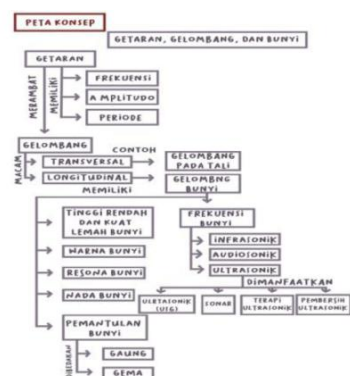 PETA KONSEP
GETARAN, GELOMBANG, DAN BUNYI
GETARAN
MERAMBAT
MEMILIKI
FREKUENSI
AMPLITUDO
PERIODE
GELOMBANG
MACAM
TRANSVERSAL
CONTOH
GELOMBANG
PADA TALI
LONGITUDINAL
GELOMBNG
BUNYI
MEMILIKI
TINGGI RENDAH
DAN KUAT
LEMAH BUNYI
WARNA BUNYI
RESONA BUNYI
NADA BUNYI
PEMANTULAN
BUNYI
DIBEDAKAN
GAUNG
GEMA
FREKUENSI
BUNYI
INFRASONIK
AUDIOSONIK
ULTRASONIK
DIMANFAATKAN
ULRTASONIK
(USG)
SONAR
TERAPI
ULTRASONIK
PEMBERSIH
ULTRASONIK